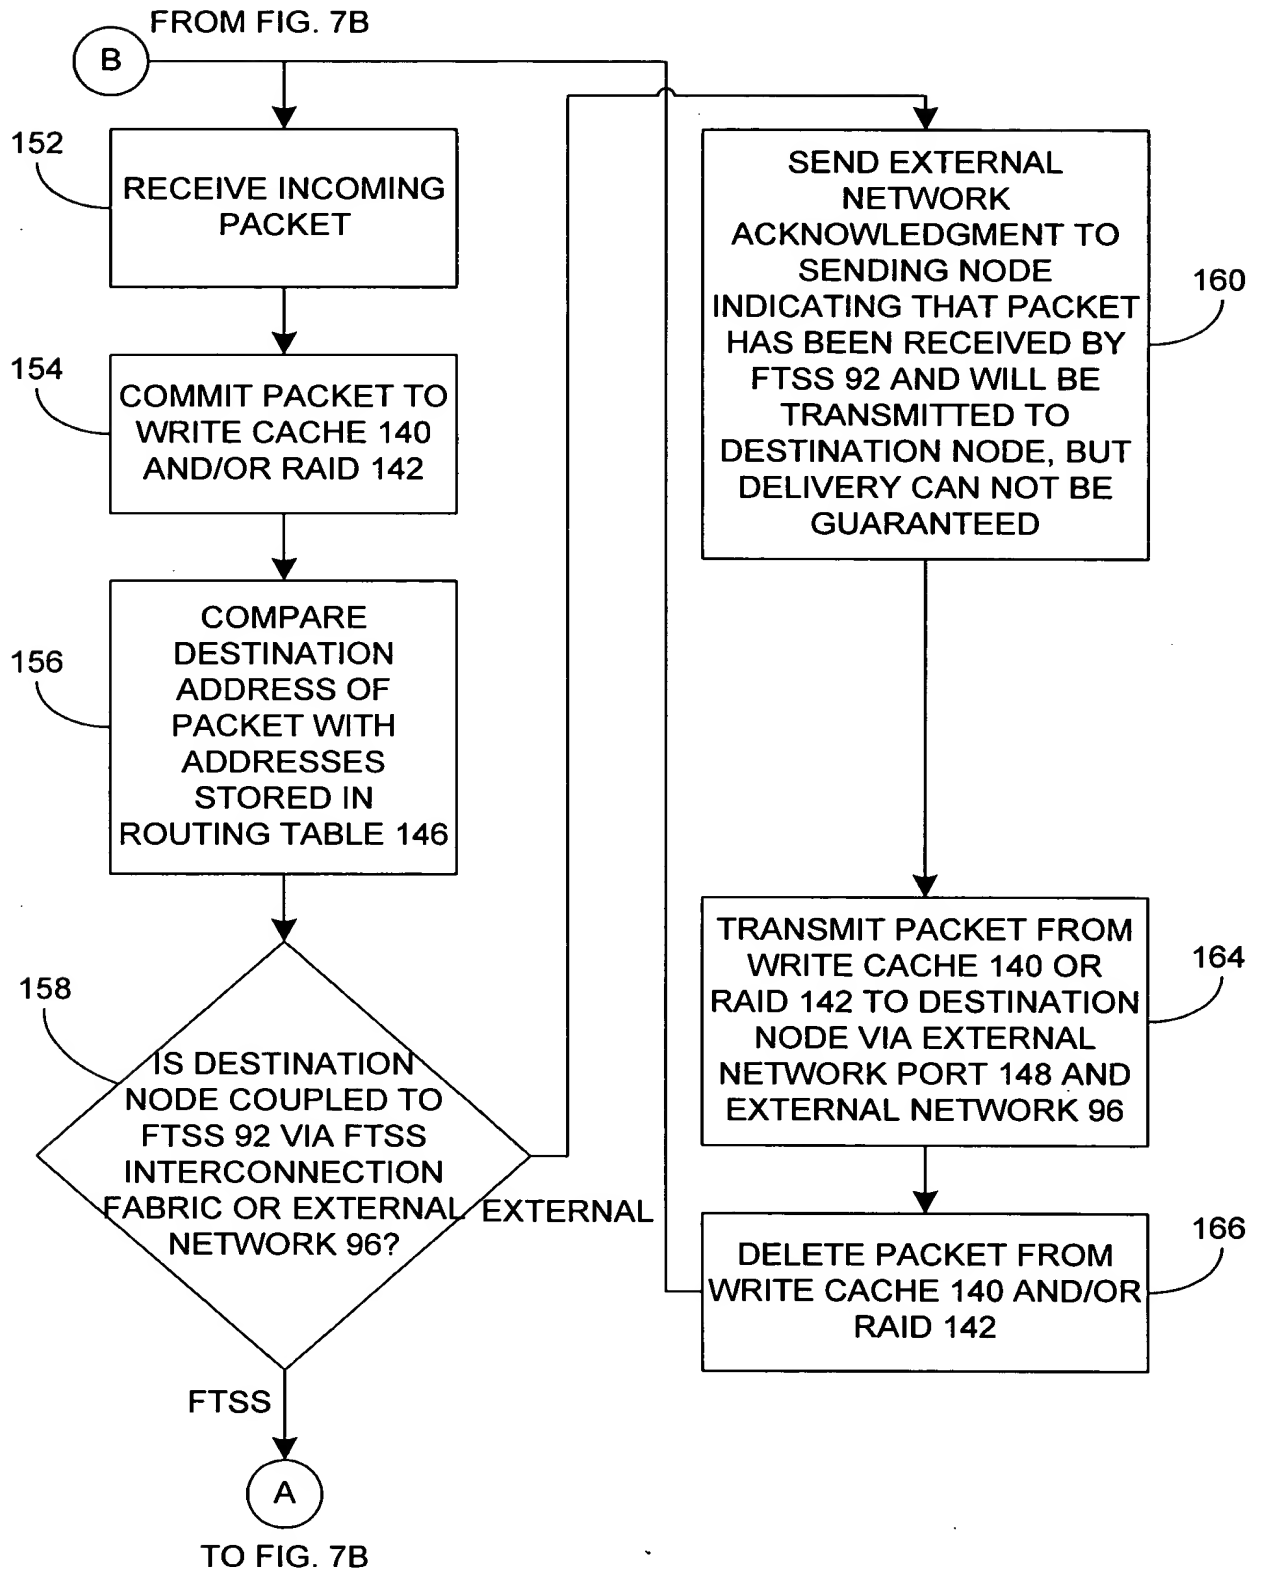 FROM FIG. 7B
B
152
RECEIVE INCOMING
PACKET
154
COMMIT PACKET TO
WRITE CACHE 140
AND/OR RAID 142
156
COMPARE
DESTINATION
ADDRESS OF
PACKET WITH
ADDRESSES
STORED IN
ROUTING TABLE 146
158
IS DESTINATION
NODE COUPLED TO
FTSS 92 VIA FTSS
INTERCONNECTION
FABRIC OR EXTERNAL
NETWORK 96?
EXTERNAL
FTSS
A
TO FIG. 7B
SEND EXTERNAL
NETWORK
ACKNOWLEDGMENT TO
SENDING NODE
INDICATING THAT PACKET
HAS BEEN RECEIVED BY
FTSS 92 AND WILL BE
TRANSMITTED TO
DESTINATION NODE, BUT
DELIVERY CAN NOT BE
GUARANTEED
160
TRANSMIT PACKET FROM
WRITE CACHE 140 OR
RAID 142 TO DESTINATION
NODE VIA EXTERNAL
NETWORK PORT 148 AND
EXTERNAL NETWORK 96
164
DELETE PACKET FROM
WRITE CACHE 140 AND/OR
RAID 142
166